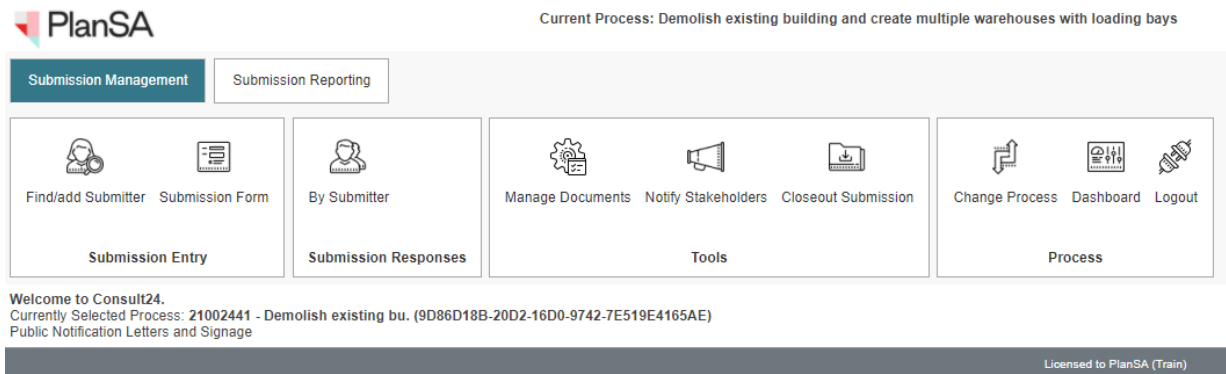 PlanSA
Current Process: Demolish existing building and create multiple warehouses with loading bays
Submission Management
Submission Reporting
Find/add Submitter
Submission Form
Submission Entry
By Submitter
Submission Responses
Manage Documents
Notify Stakeholders
Closeout Submission
Tools
Change Process
Dashboard
Logout
Process
Welcome to Consult24.
Currently Selected Process: 21002441 - Demolish existing bu. (9D86D18B-20D2-16D0-9742-7E519E4165AE)
Public Notification Letters and Signage
Licensed to PlanSA (Train)